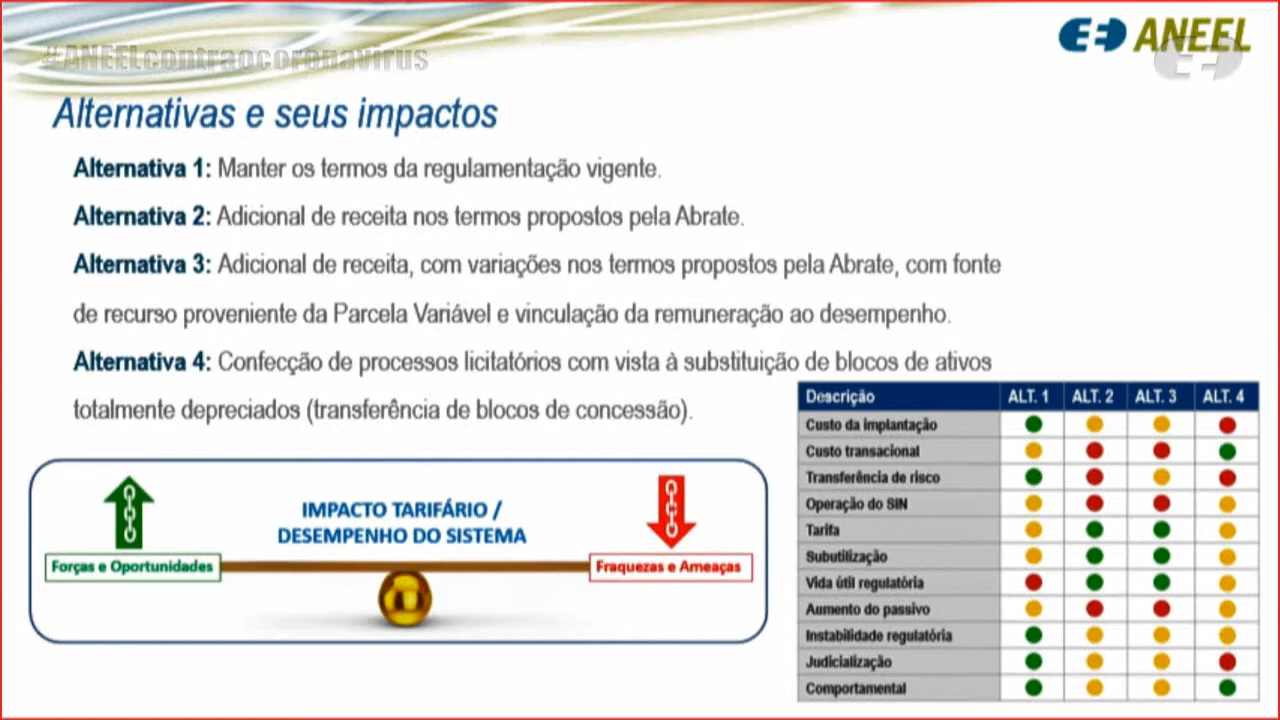 #ANEELcontraocoronavirus
ANEEL
Alternativas e seus impactos
Alternativa 1: Manter os termos da regulamentação vigente.
Alternativa 2: Adicional de receita nos termos propostos pela Abrate.
Alternativa 3: Adicional de receita, com variações nos termos propostos pela Abrate, com fonte
de recurso proveniente da Parcela Variável e vinculação da remuneração ao desempenho.
Alternativa 4: Confecção de processos licitatórios com vista à substituição de blocos de ativos
totalmente depreciados (transferência de blocos de concessão).
IMPACTO TARIFÁRIO /
DESEMPENHO DO SISTEMA
Forças e Oportunidades
Fraquezas e Ameaças
Descrição ALT. 1 ALT. 2 ALT. 3 ALT. 4
Custo da implantação
Custo transacional
Transferência de risco
Operação do SIN
Tarifa
Subutilização
Vida útil regulatória
Aumento do passivo
Instabilidade regulatória
Judicialização
Comportamental